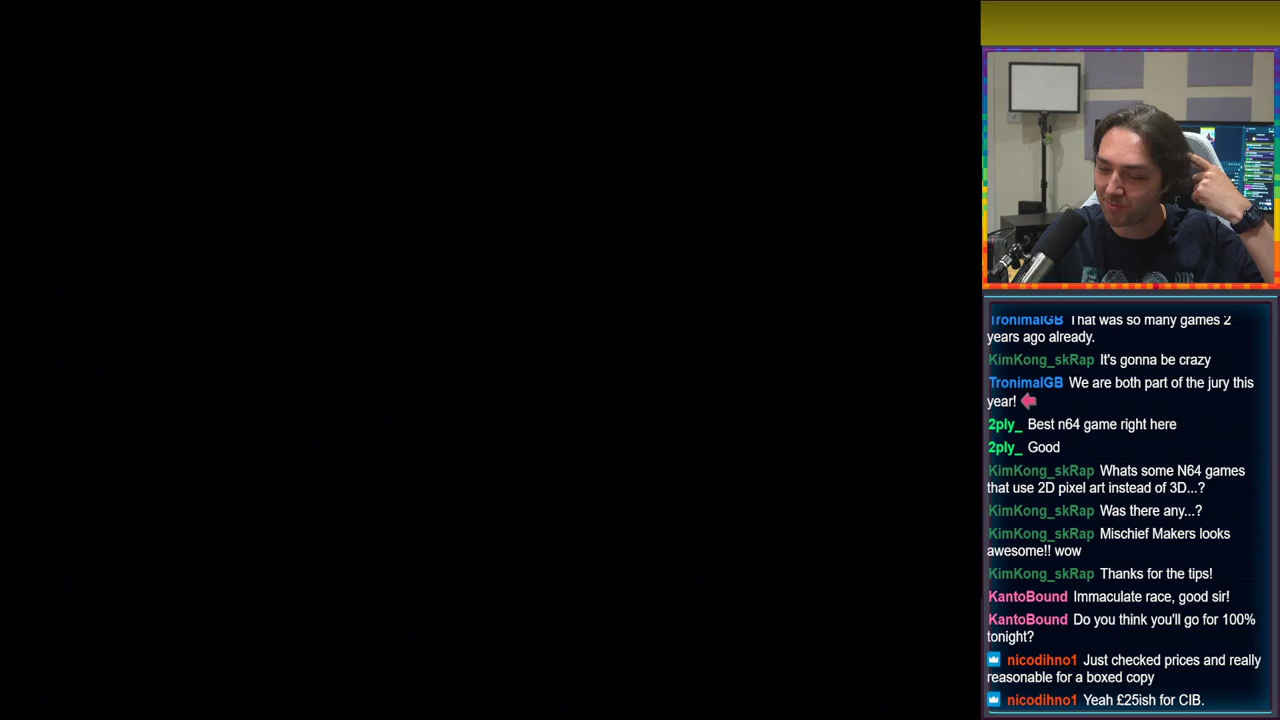 TronimalGB That was so many games 2
years ago already.
KimKong_skRap It's gonna be crazy
TronimalGB We are both part of the jury this
year!
2ply_ Best n64 game right here
2ply_ Good
KimKong_skRap Whats some N64 games
that use 2D pixel art instead of 3D...?
KimKong_skRap Was there any...?
KimKong_skRap Mischief Makers looks
awesome!! wow
KimKong_skRap Thanks for the tips!
KantoBound Immaculate race, good sir!
KantoBound Do you think you'll go for 100%
tonight?
nicodihno1 Just checked prices and really
reasonable for a boxed copy
nicodihno1 Yeah £25ish for CIB.